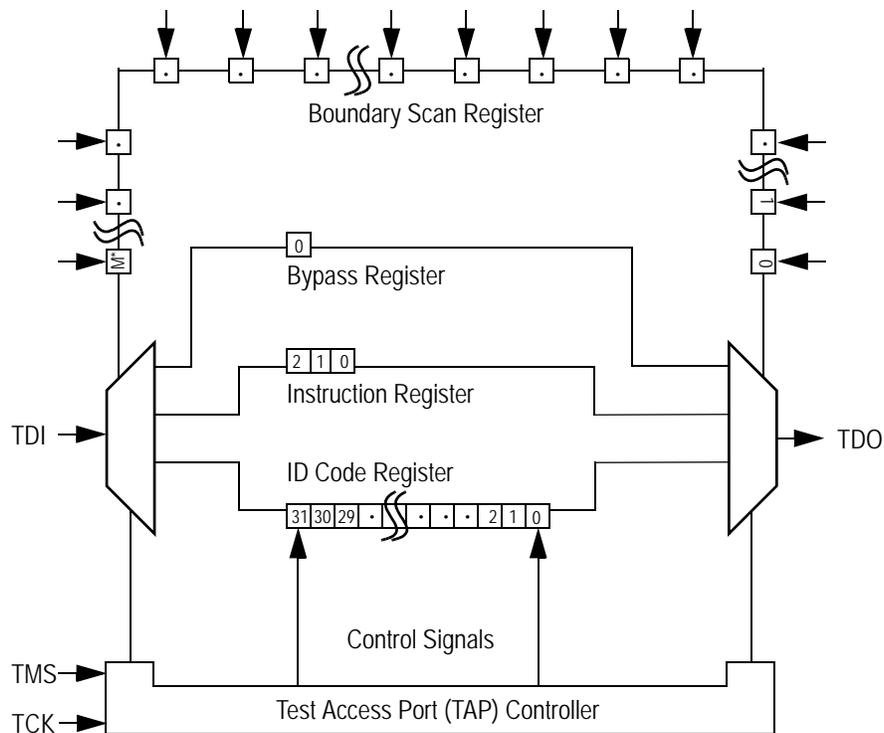 Boundary Scan Register
M*
1
0
0
Bypass Register
2 1 0
Instruction Register
TDI
TDO
ID Code Register
31 30 29 . . . . 2 1 0
Control Signals
TMS
Test Access Port (TAP) Controller
TCK